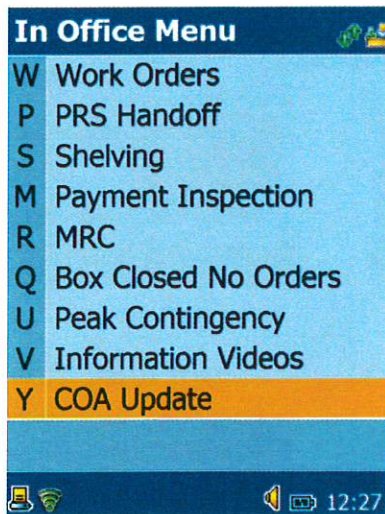 In Office Menu
W Work Orders
P PRS Handoff
S Shelving
M Payment Inspection
R MRC
Q Box Closed No Orders
U Peak Contingency
V Information Videos
Y COA Update
12:27